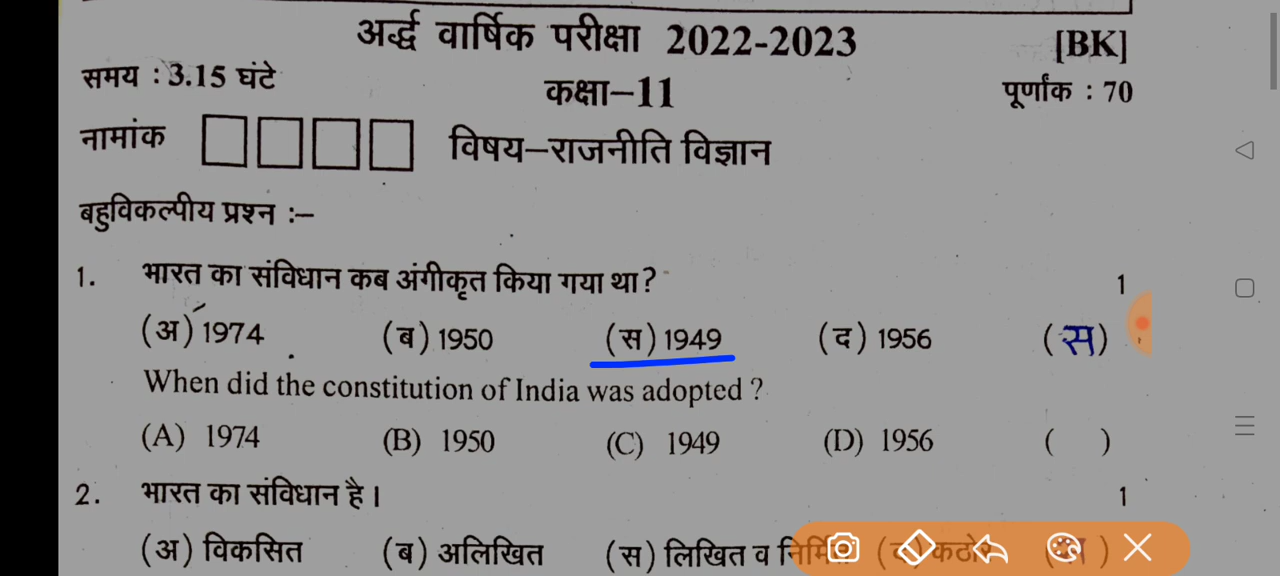 अर्द्ध वार्षिक परीक्षा 2022-2023 [BK]
समय : 3.15 घंटे कक्षा–11 पूर्णांक : 70
नामांक विषय–राजनीति विज्ञान
बहुविकल्पीय प्रश्न :–
1. भारत का संविधान कब अंगीकृत किया गया था? 1
(अ) 1974 (ब) 1950 (स) 1949 (द) 1956 (स)
When did the constitution of India was adopted ?
(A) 1974 (B) 1950 (C) 1949 (D) 1956 ( )
2. भारत का संविधान है। 1
(अ) विकसित (ब) अलिखित (स) लिखित व